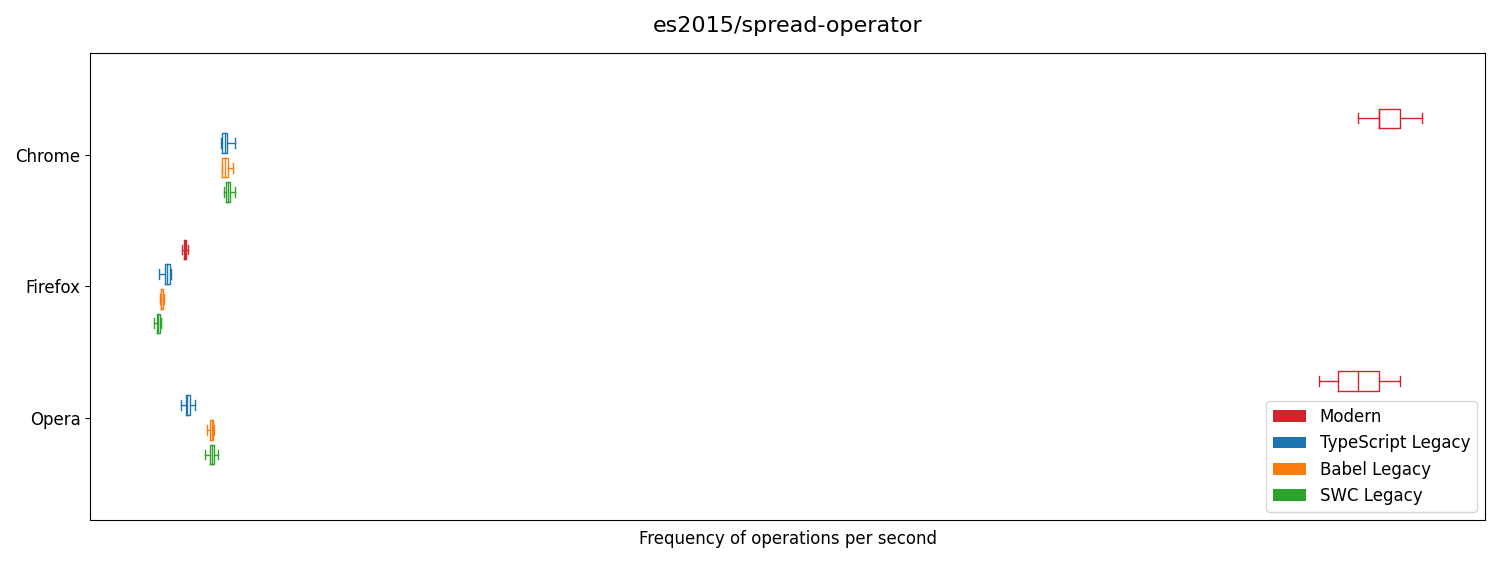 es2015/spread-operator
Chrome
Firefox
Opera
Modern
TypeScript Legacy
Babel Legacy
SWC Legacy
Frequency of operations per second